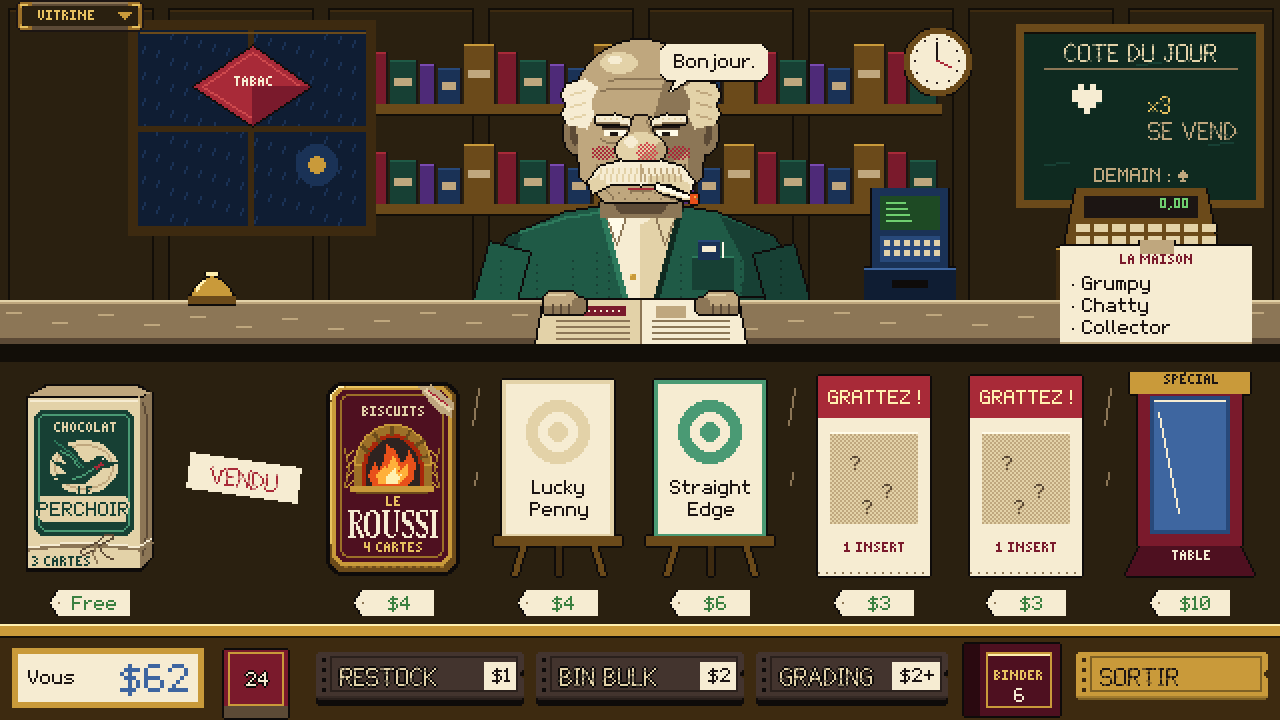 VITRINE
TABAC
Bonjour.
COTE DU JOUR
x3
SE VEND
DEMAIN : ♠
0,00
LA MAISON
· Grumpy
· Chatty
· Collector
CHOCOLAT
LE
PERCHOIR
3 CARTES
VENDU
BISCUITS
LE
ROUSSI
4 CARTES
Lucky
Penny
Straight
Edge
GRATTEZ !
?
?
?
1 INSERT
GRATTEZ !
?
?
?
1 INSERT
SPÉCIAL
TABLE
Free
$4
$4
$6
$3
$3
$10
Vous $62
24
RESTOCK $1
BIN BULK $2
GRADING $2+
BINDER
6
SORTIR